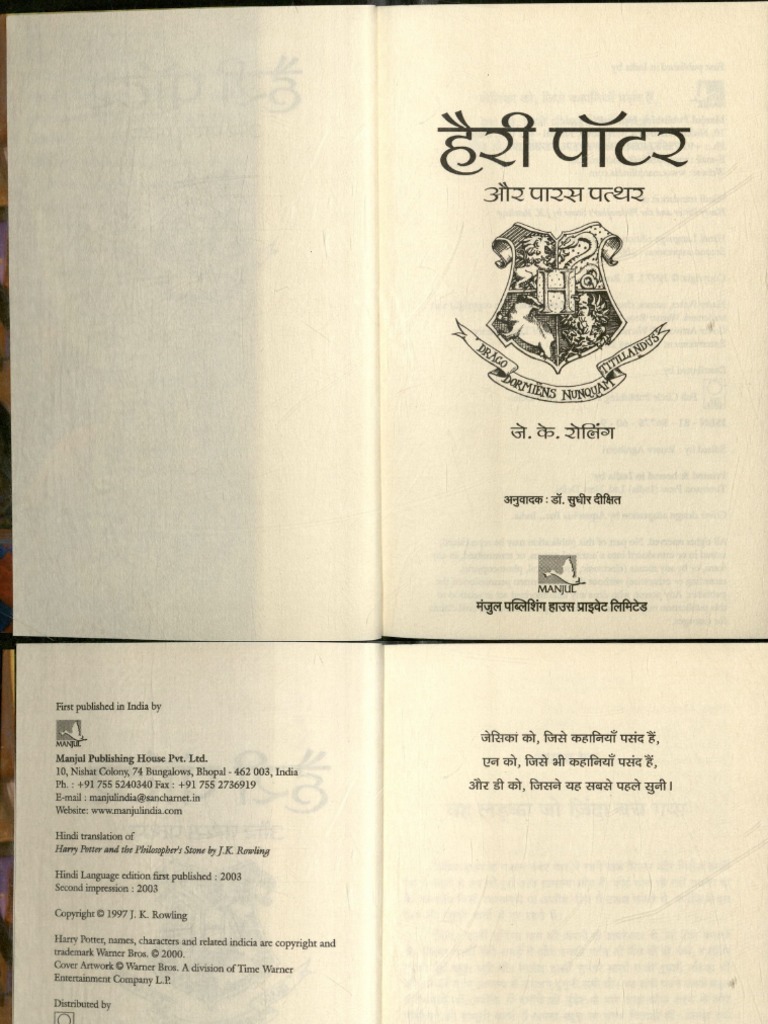 हैरी पॉटर
और पारस पत्थर
H
DRACO DORMIENS NUNQUAM TITILLANDUS
जे. के. रोलिंग
अनुवादक : डॉ. सुधीर दीक्षित
MANJUL
मंजुल पब्लिशिंग हाउस प्राइवेट लिमिटेड
First published in India by
MANJUL
Manjul Publishing House Pvt. Ltd.
10, Nishat Colony, 74 Bungalows, Bhopal - 462 003, India
Ph. : +91 755 5240340 Fax : +91 755 2736919
E-mail : manjulindia@sancharnet.in
Website: www.manjulindia.com
Hindi translation of
Harry Potter and the Philosopher's Stone by J.K. Rowling
Hindi Language edition first published : 2003
Second impression : 2003
Copyright © 1997 J. K. Rowling
Harry Potter, names, characters and related indicia are copyright and
trademark Warner Bros. © 2000.
Cover Artwork © Warner Bros. A division of Time Warner
Entertainment Company L.P.
Distributed by
जेसिका को, जिसे कहानियाँ पसंद हैं,
एन को, जिसे भी कहानियाँ पसंद हैं,
और डी को, जिसने यह सबसे पहले सुनी।